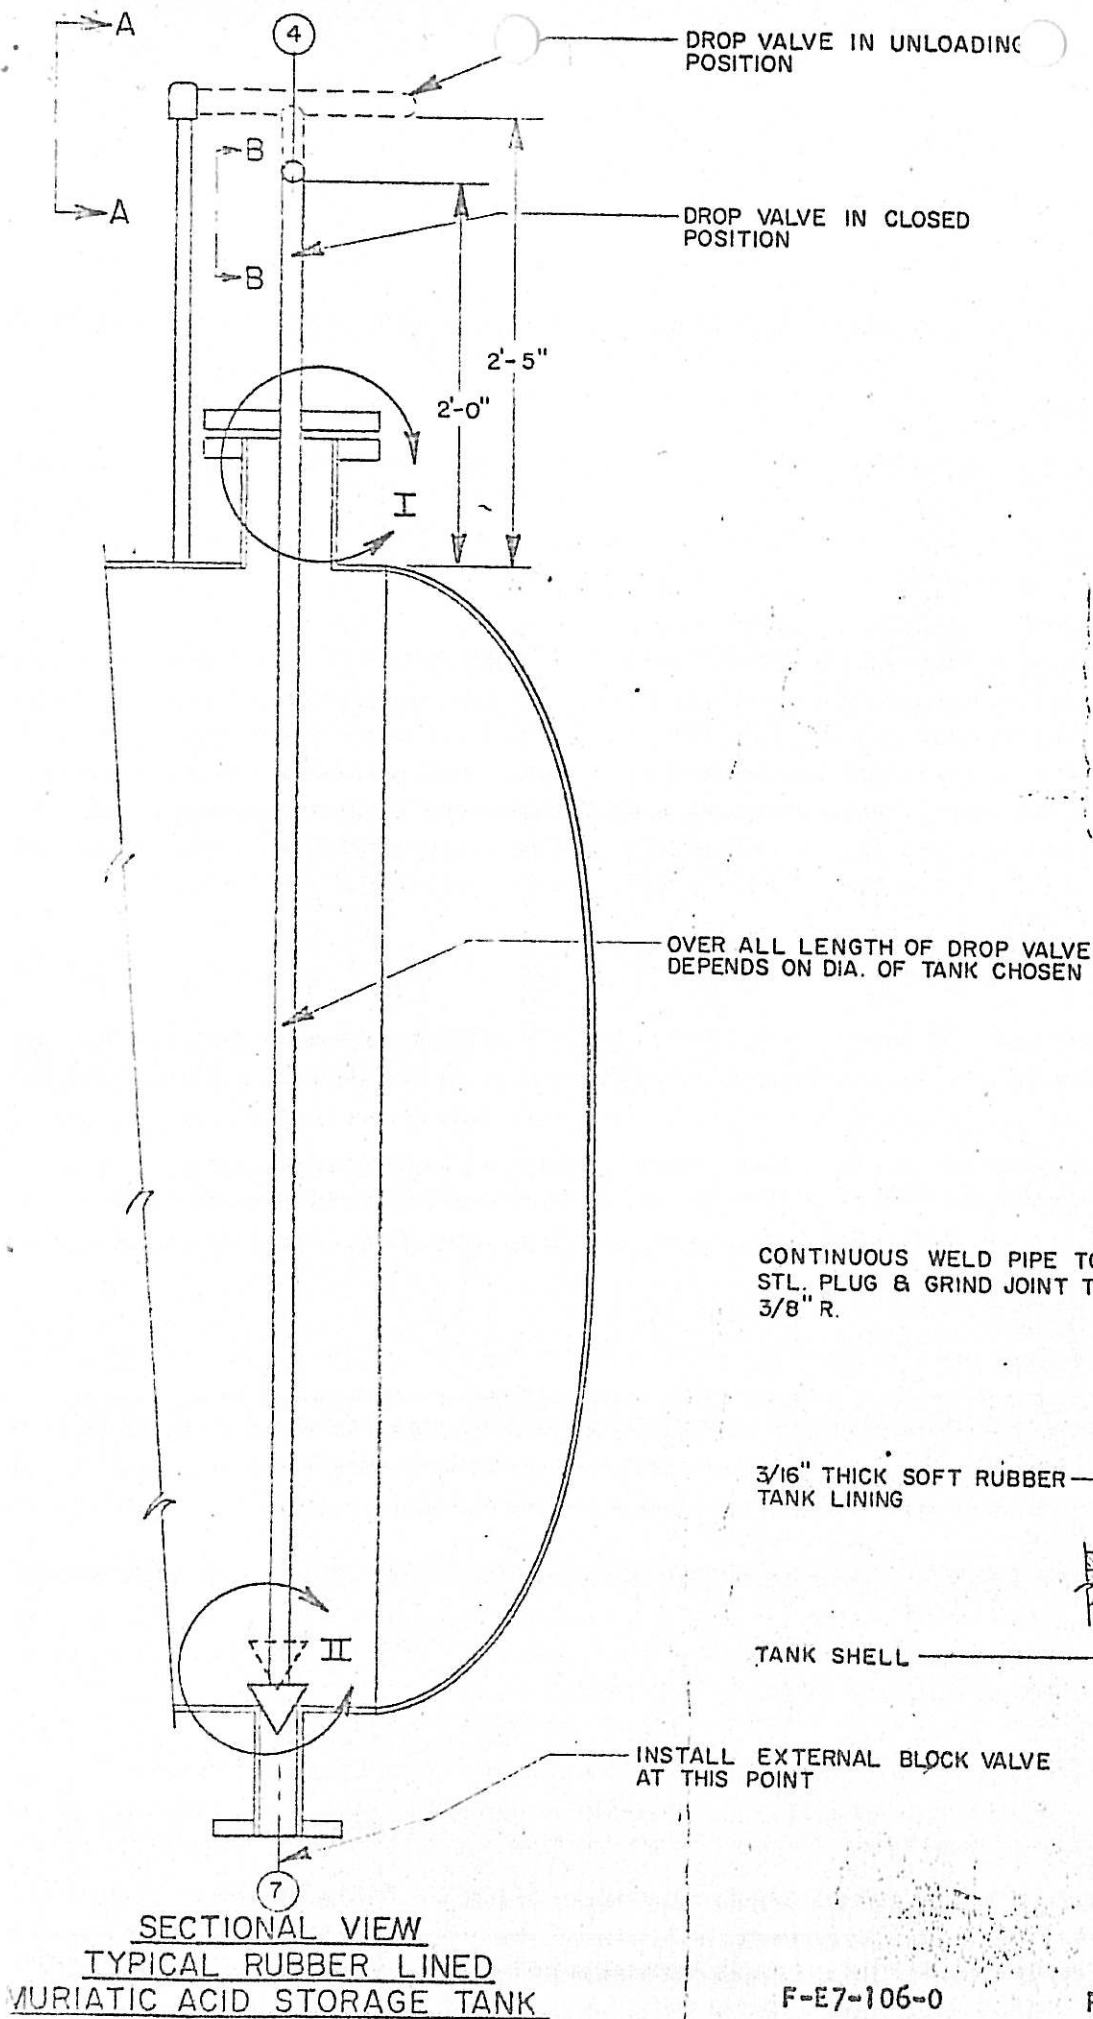 A
4
DROP VALVE IN UNLOADING
POSITION
B
A
DROP VALVE IN CLOSED
POSITION
B
2'-5"
2'-0"
I
OVER ALL LENGTH OF DROP VALVE
DEPENDS ON DIA. OF TANK CHOSEN
CONTINUOUS WELD PIPE TO
STL. PLUG & GRIND JOINT T
3/8" R.
3/16" THICK SOFT RUBBER
TANK LINING
II
TANK SHELL
INSTALL EXTERNAL BLOCK VALVE
AT THIS POINT
7
SECTIONAL VIEW
TYPICAL RUBBER LINED
MURIATIC ACID STORAGE TANK
F-E7-106-0